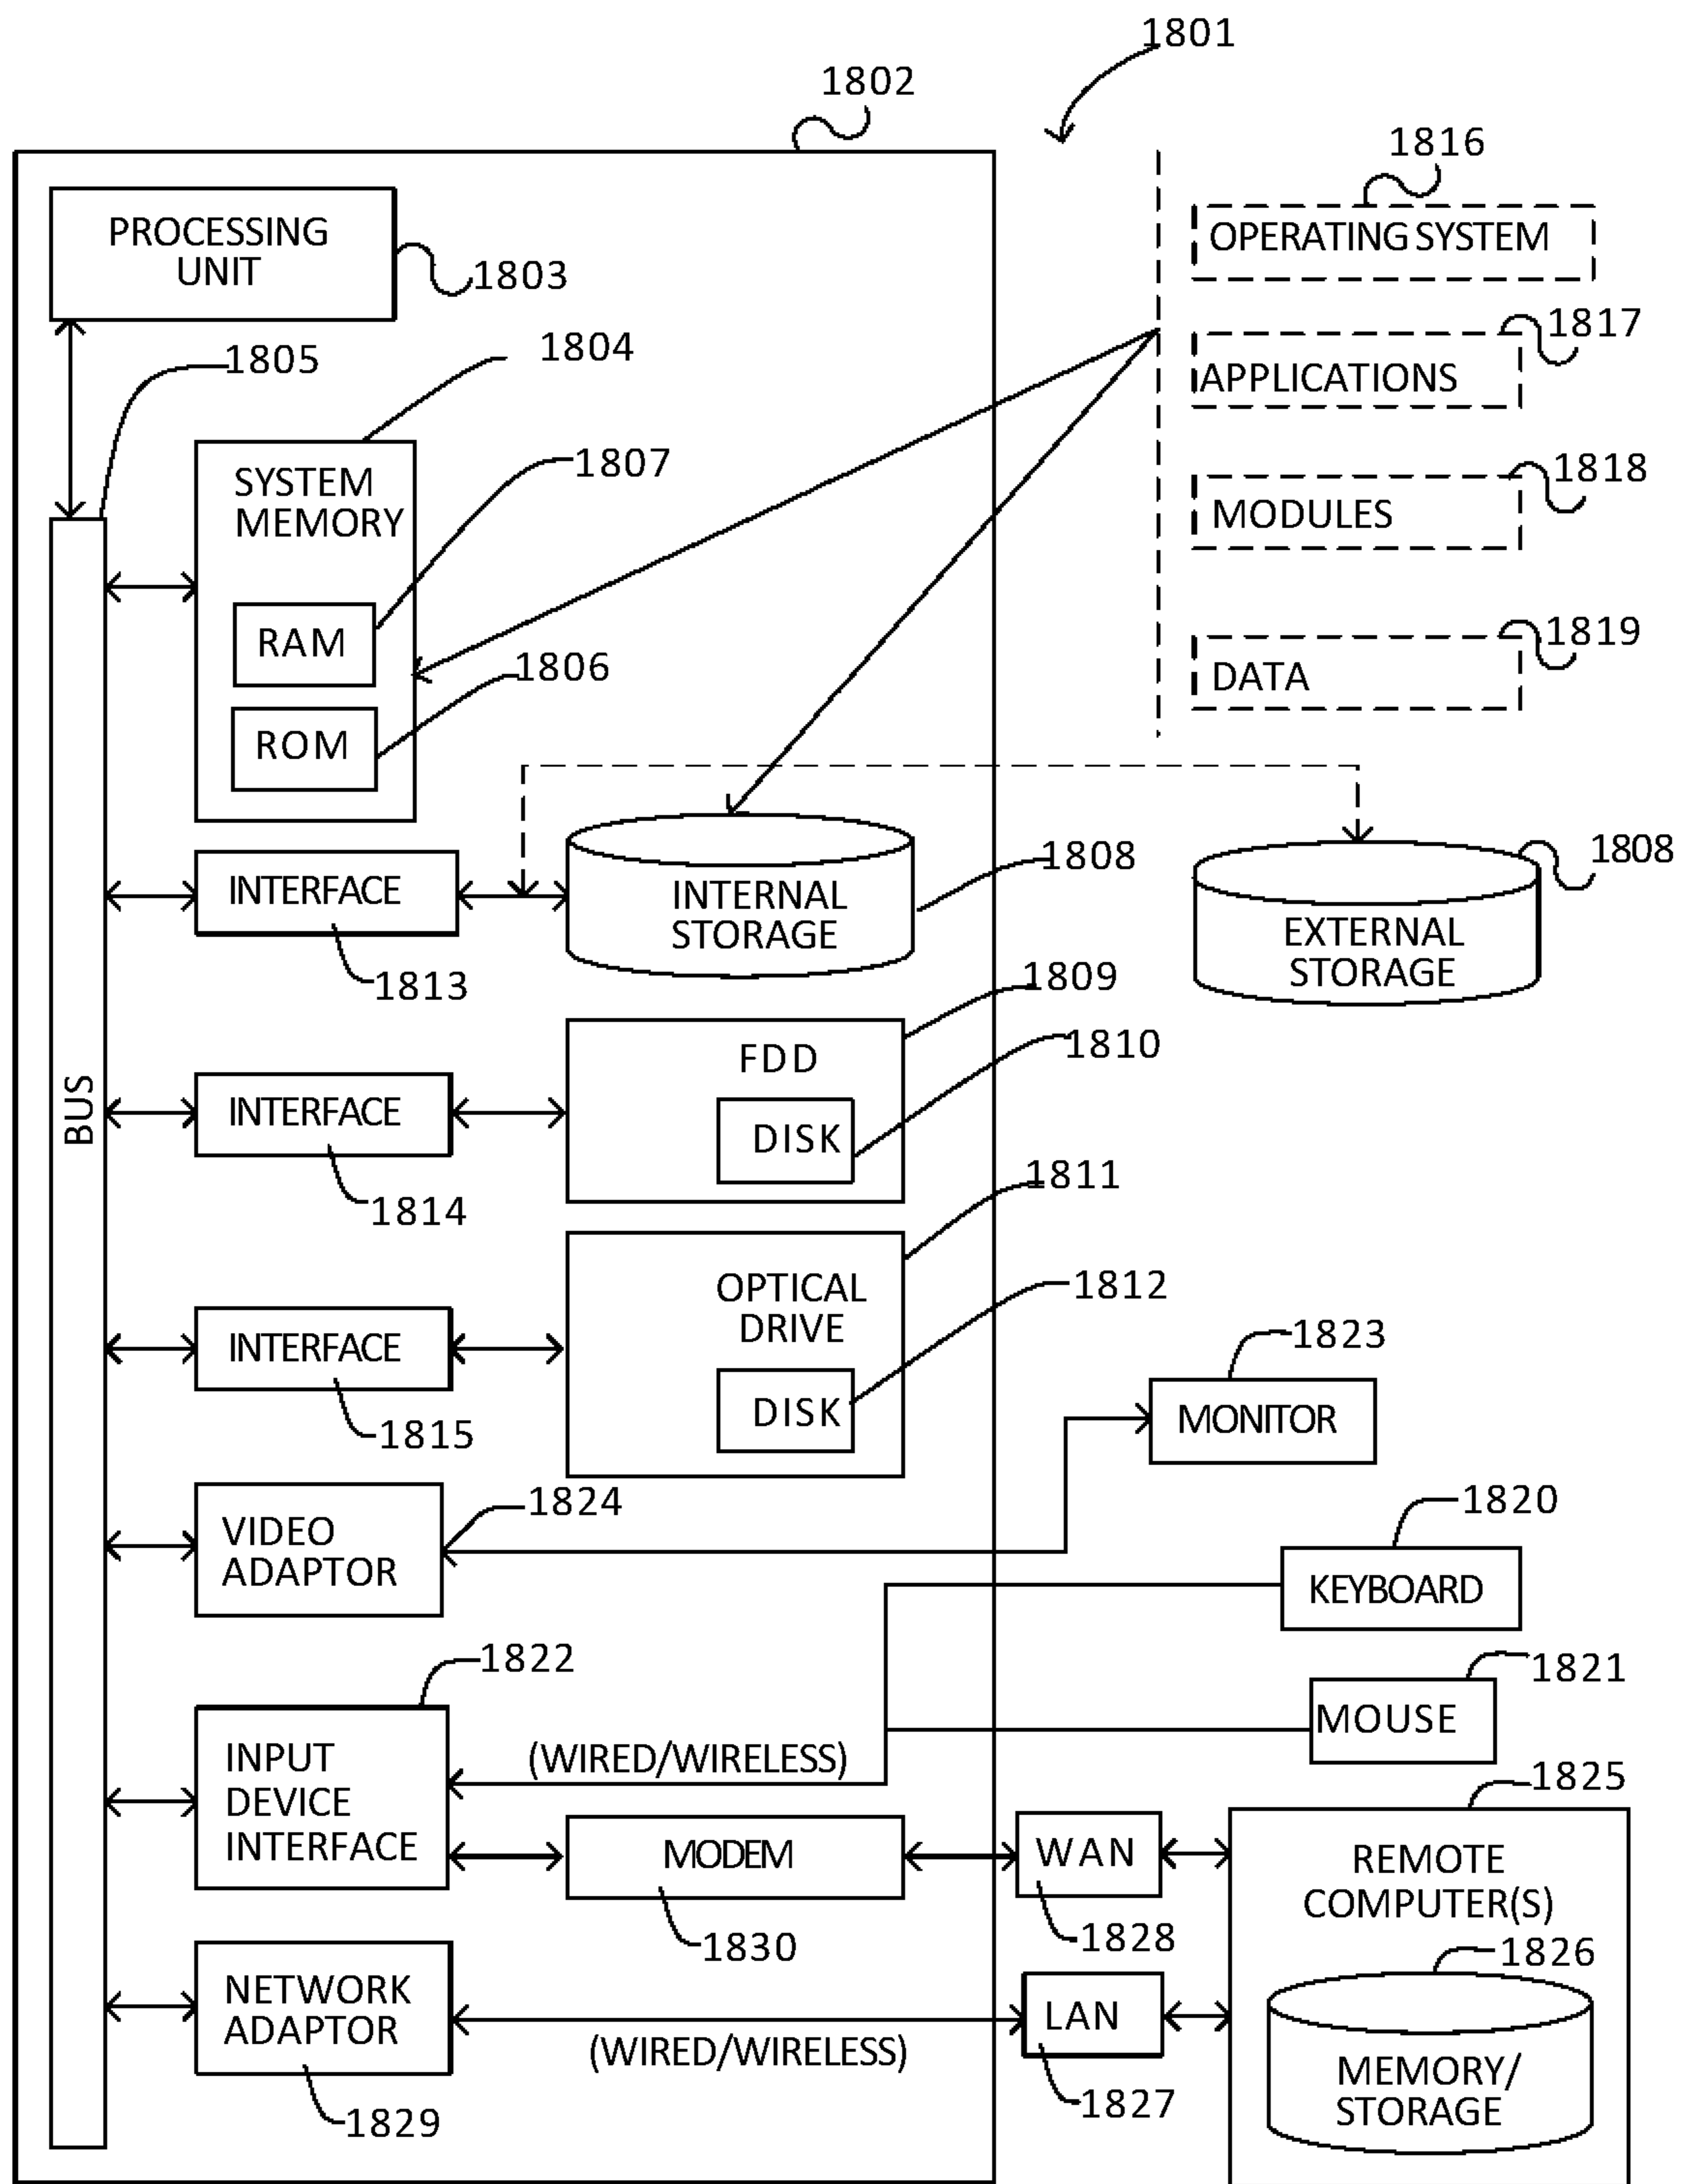 1801
1802
1816
OPERATING SYSTEM
PROCESSING
UNIT
1803
1817
APPLICATIONS
1805
1804
1818
MODULES
SYSTEM
MEMORY
1807
RAM
1806
ROM
1819
DATA
INTERFACE
1813
INTERNAL
STORAGE
1808
1808
EXTERNAL
STORAGE
1809
FDD
1810
DISK
BUS
INTERFACE
1814
1811
OPTICAL
DRIVE
1812
DISK
INTERFACE
1815
1823
MONITOR
1824
VIDEO
ADAPTOR
1820
KEYBOARD
1822
1821
MOUSE
INPUT
DEVICE
INTERFACE
(WIRED/WIRELESS)
1825
MODEM
1830
WAN
1828
REMOTE
COMPUTER(S)
1826
MEMORY/
STORAGE
NETWORK
ADAPTOR
1829
(WIRED/WIRELESS)
LAN
1827